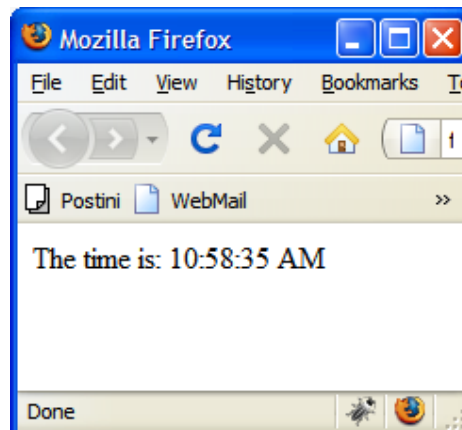 Mozilla Firefox
File Edit View History Bookmarks
Postini WebMail »
The time is: 10:58:35 AM
Done